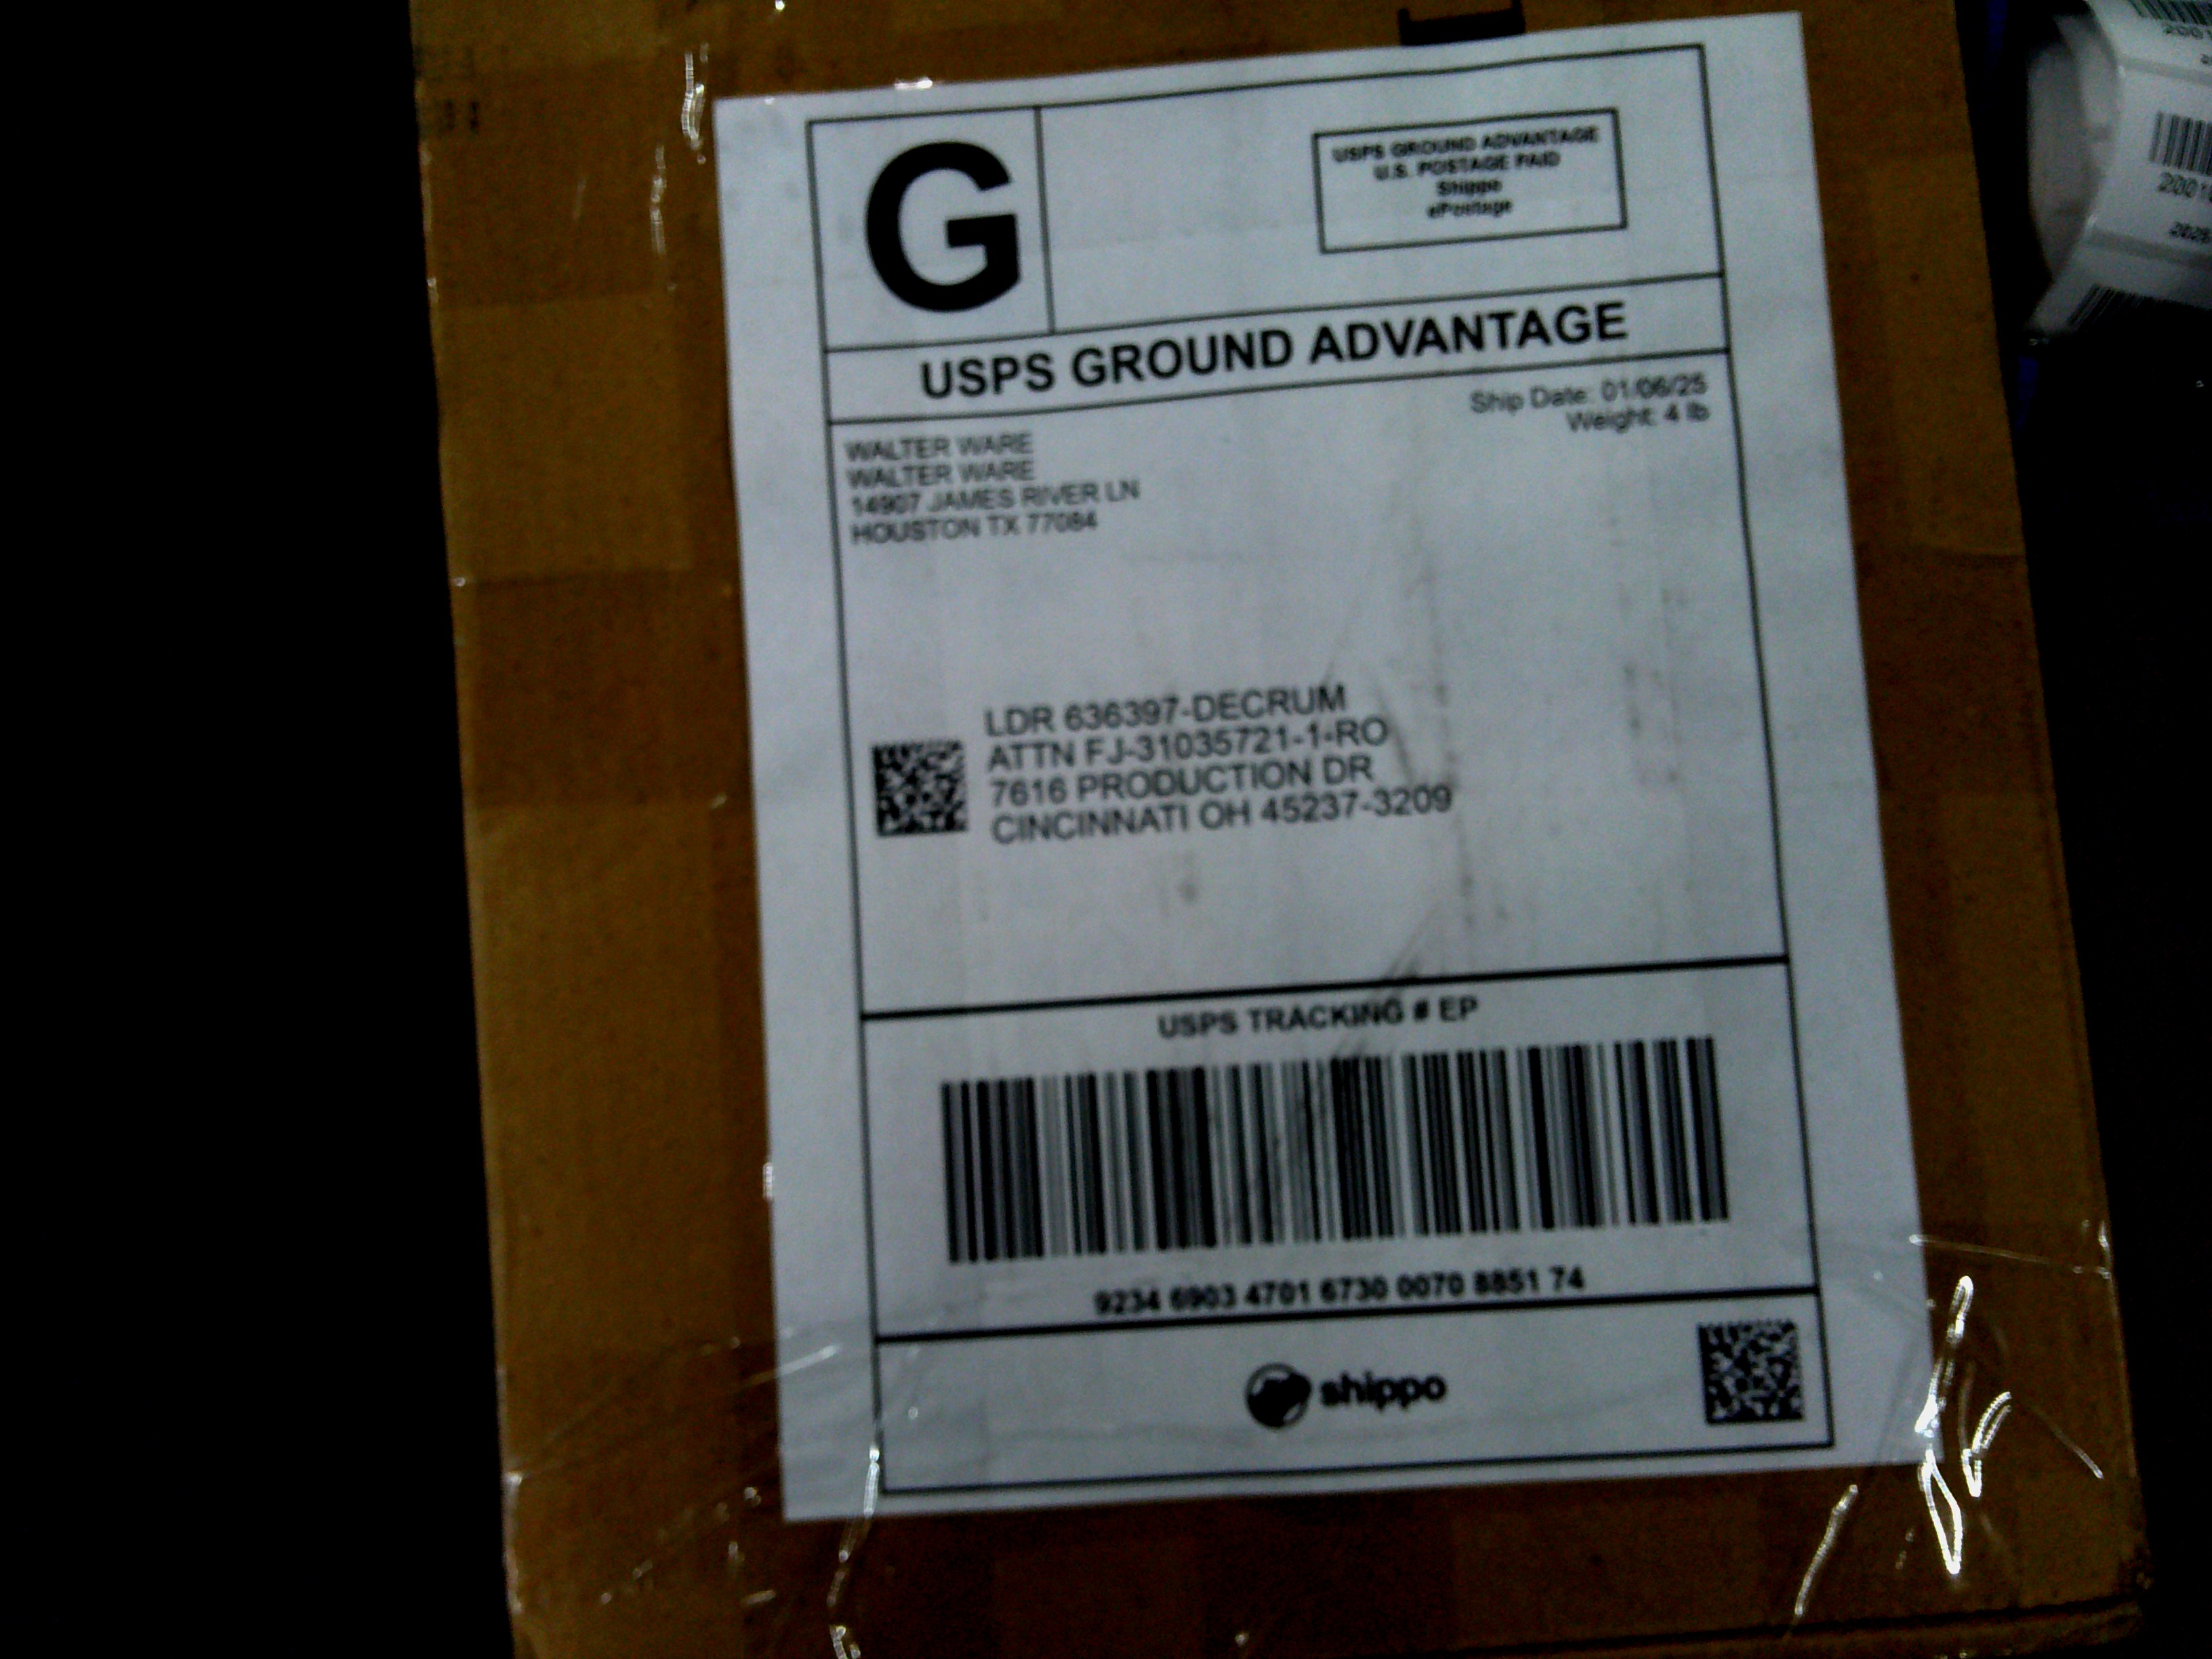 G
USPS GROUND ADVANTAGE
U.S. POSTAGE PAID
Shippo
ePostage
USPS GROUND ADVANTAGE
Ship Date: 01/06/25
Weight: 4 lb
WALTER WARE
WALTER WARE
14907 JAMES RIVER LN
HOUSTON TX 77084
LDR 636397-DECRUM
ATTN FJ-31035721-1-RO
7616 PRODUCTION DR
CINCINNATI OH 45237-3209
USPS TRACKING # EP
9234 6903 4701 6730 0070 8851 74
shippo